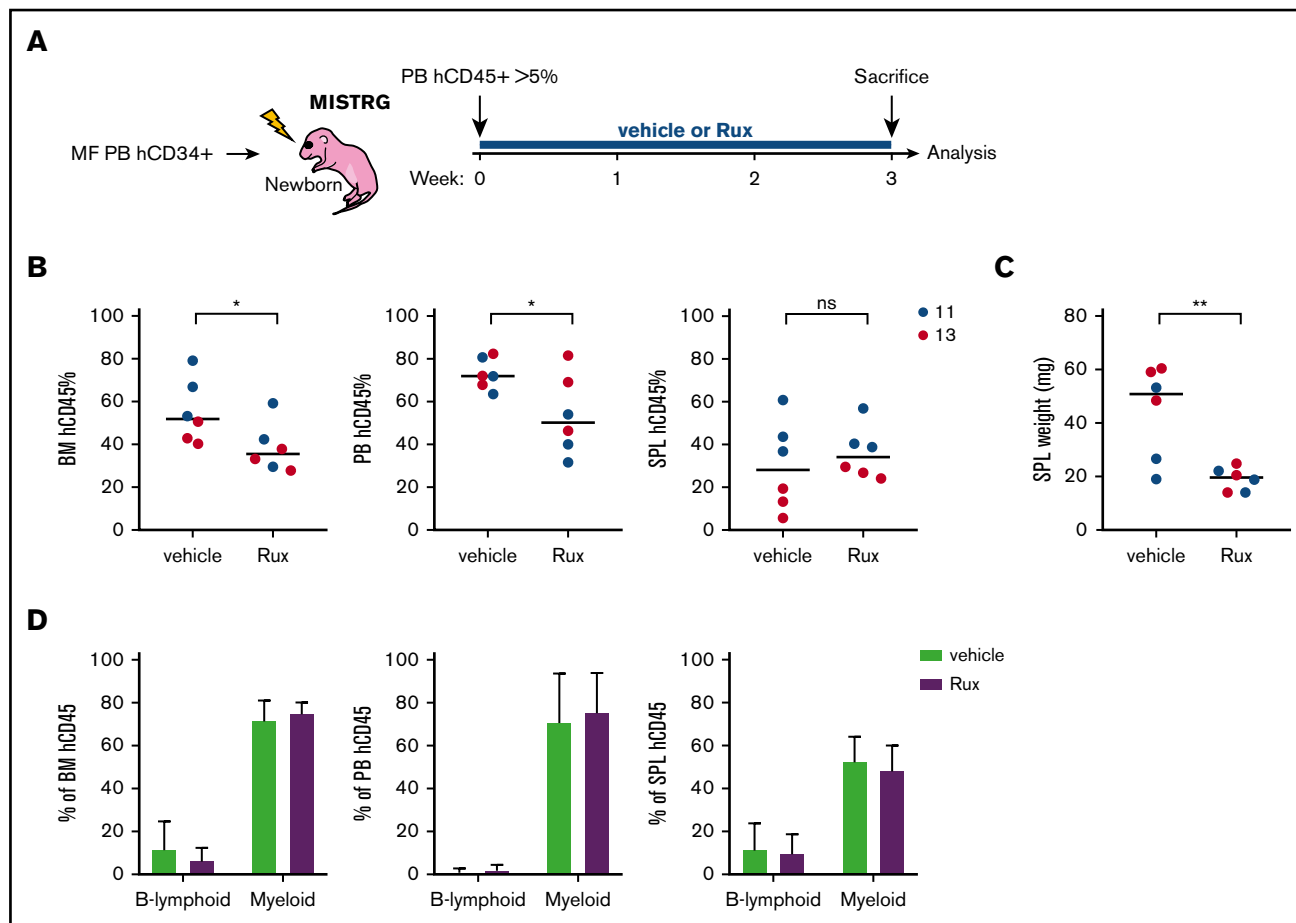 A
MISTRG
MF PB hCD34+
Newborn
PB hCD45+ >5%
Sacrifice
vehicle or Rux
Analysis
Week: 0 1 2 3
B
BM hCD45%
100
80
60
40
20
0
*
vehicle Rux
PB hCD45%
100
80
60
40
20
0
*
vehicle Rux
SPL hCD45%
100
80
60
40
20
0
ns
vehicle Rux
11
13
C
SPL weight (mg)
80
60
40
20
0
**
vehicle Rux
D
% of BM hCD45
100
80
60
40
20
0
B-lymphoid Myeloid
% of PB hCD45
100
80
60
40
20
0
B-lymphoid Myeloid
% of SPL hCD45
100
80
60
40
20
0
B-lymphoid Myeloid
vehicle
Rux